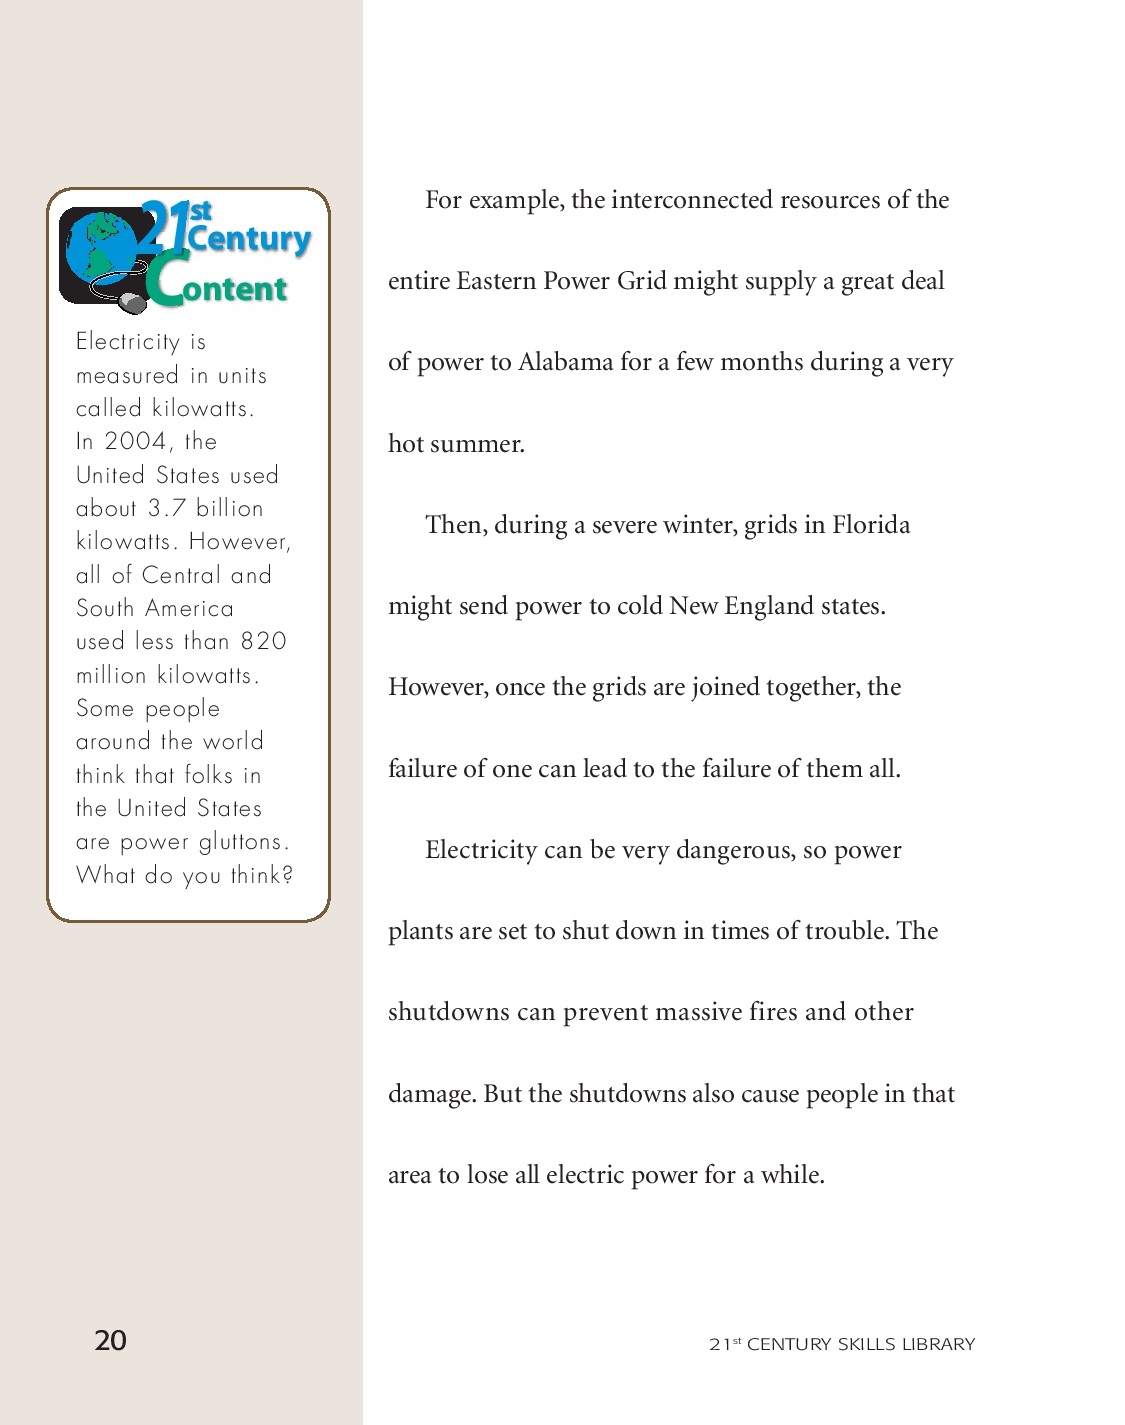 21st
Century
Content
Electricity is
measured in units
called kilowatts.
In 2004, the
United States used
about 3.7 billion
kilowatts. However,
all of Central and
South America
used less than 820
million kilowatts.
Some people
around the world
think that folks in
the United States
are power gluttons.
What do you think?
For example, the interconnected resources of the
entire Eastern Power Grid might supply a great deal
of power to Alabama for a few months during a very
hot summer.
Then, during a severe winter, grids in Florida
might send power to cold New England states.
However, once the grids are joined together, the
failure of one can lead to the failure of them all.
Electricity can be very dangerous, so power
plants are set to shut down in times of trouble. The
shutdowns can prevent massive fires and other
damage. But the shutdowns also cause people in that
area to lose all electric power for a while.
20
21st CENTURY SKILLS LIBRARY